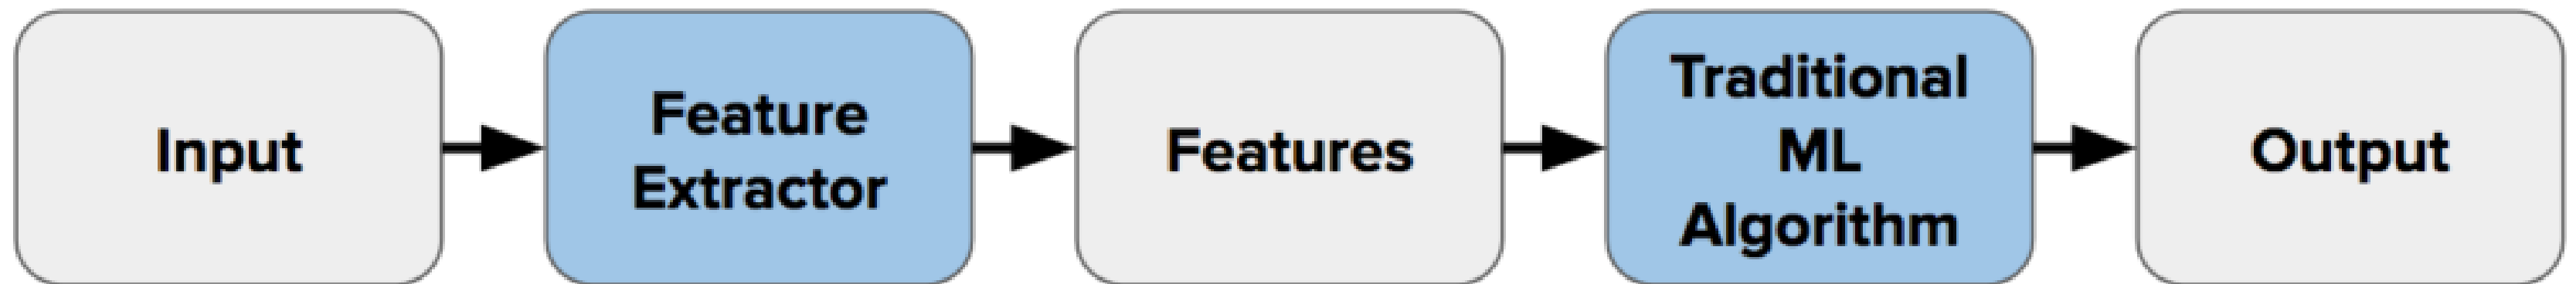 Input
Feature
Extractor
Features
Traditional
ML
Algorithm
Output